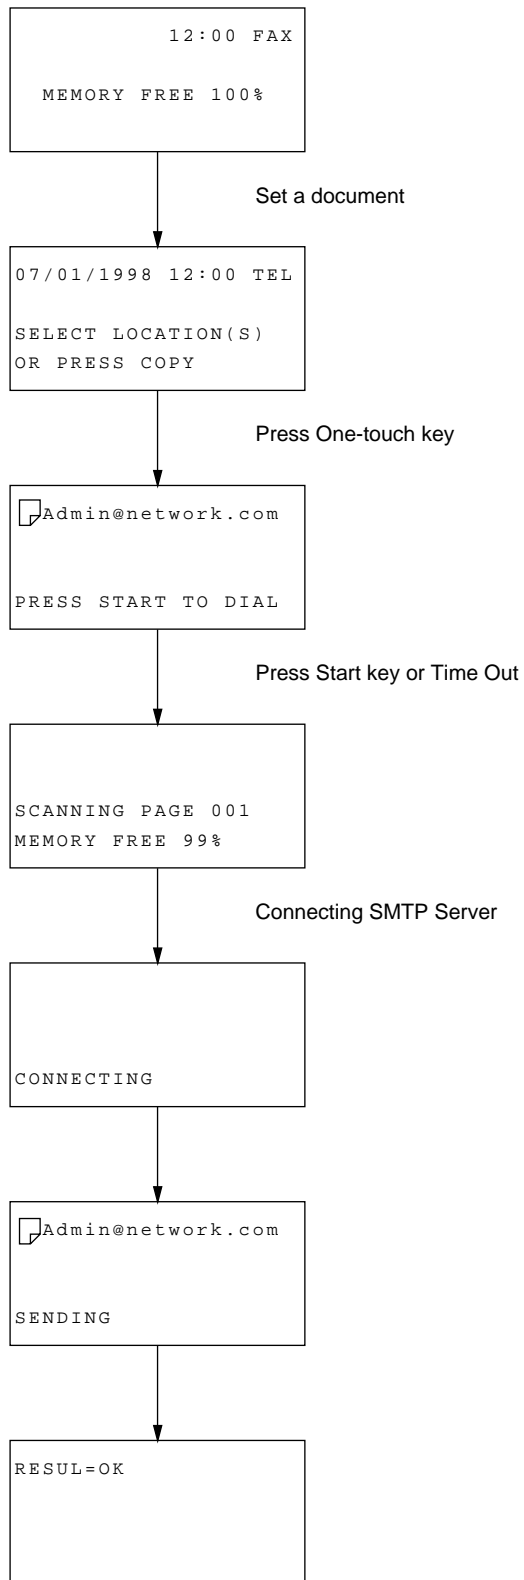 12:00 FAX
MEMORY FREE 100%
Set a document
07/01/1998 12:00 TEL
SELECT LOCATION(S)
OR PRESS COPY
Press One-touch key
Admin@network.com
PRESS START TO DIAL
Press Start key or Time Out
SCANNING PAGE 001
MEMORY FREE 99%
Connecting SMTP Server
CONNECTING
Admin@network.com
SENDING
RESUL=OK